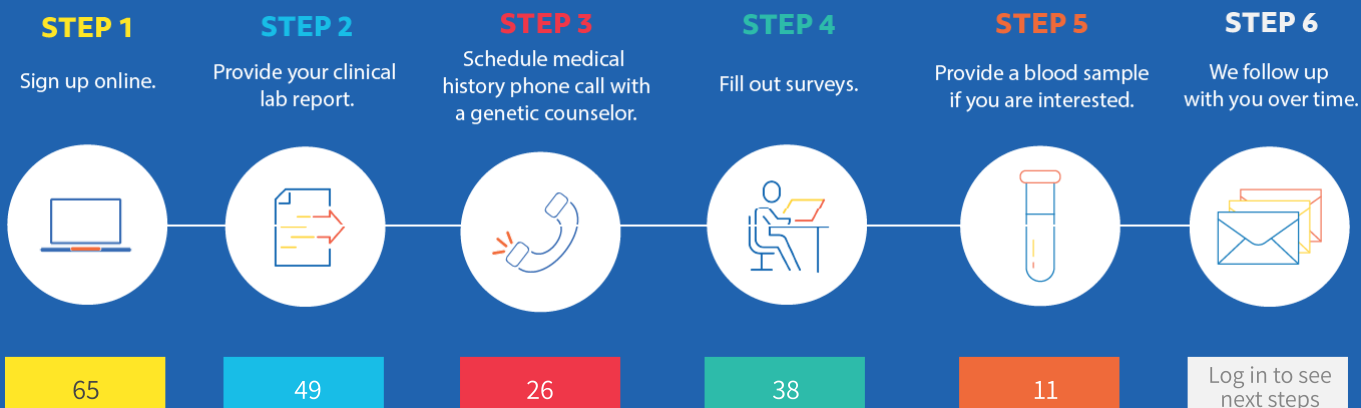 STEP 1
Sign up online.
STEP 2
Provide your clinical
lab report.
STEP 3
Schedule medical
history phone call with
a genetic counselor.
STEP 4
Fill out surveys.
STEP 5
Provide a blood sample
if you are interested.
STEP 6
We follow up
with you over time.
65
49
26
38
11
Log in to see
next steps